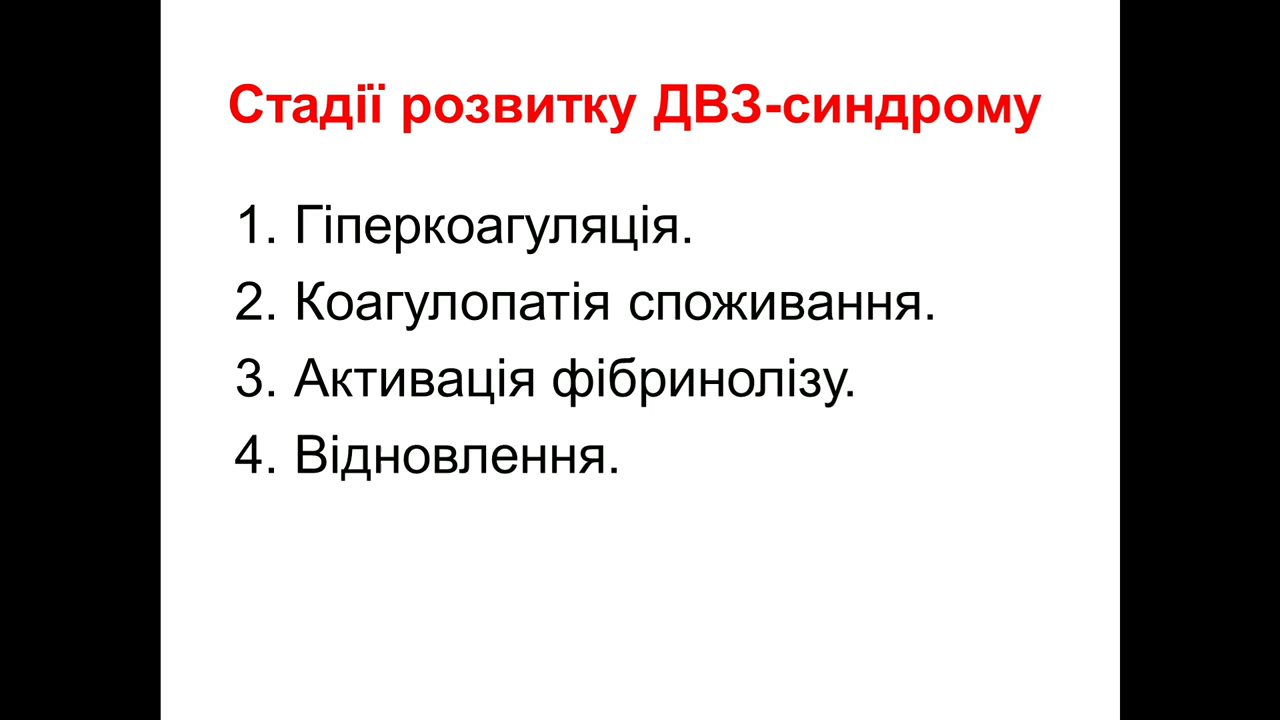 Стадії розвитку ДВЗ-синдрому
1. Гіперкоагуляція.
2. Коагулопатія споживання.
3. Активація фібринолізу.
4. Відновлення.